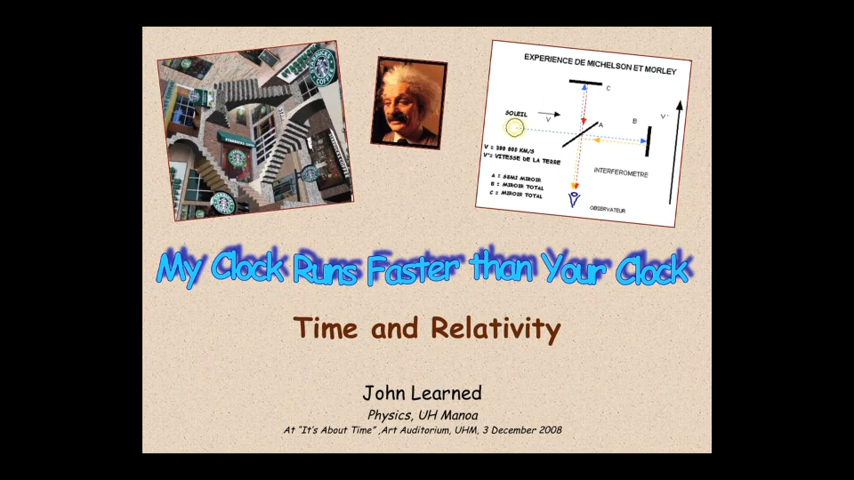 STARBUCKS COFFEE
EXPERIENCE DE MICHELSON ET MORLEY
C
SOLEIL
V
A
B
V'
V = 300 000 KM/S
V'= VITESSE DE LA TERRE
INTERFEROMETRE
A = SEMI MIROIR
B = MIROIR TOTAL
C = MIROIR TOTAL
OBSERVATEUR
My Clock Runs Faster than Your Clock
Time and Relativity
John Learned
Physics, UH Manoa
At "It's About Time" ,Art Auditorium, UHM, 3 December 2008